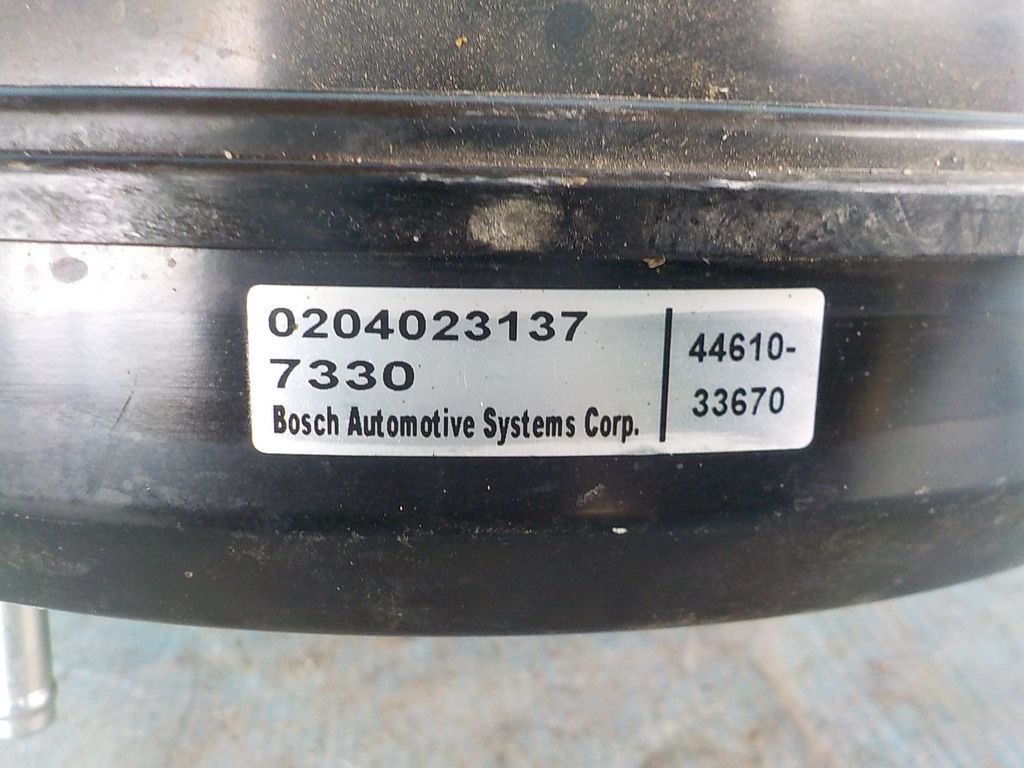 0204023137
7330
Bosch Automotive Systems Corp.
44610-
33670